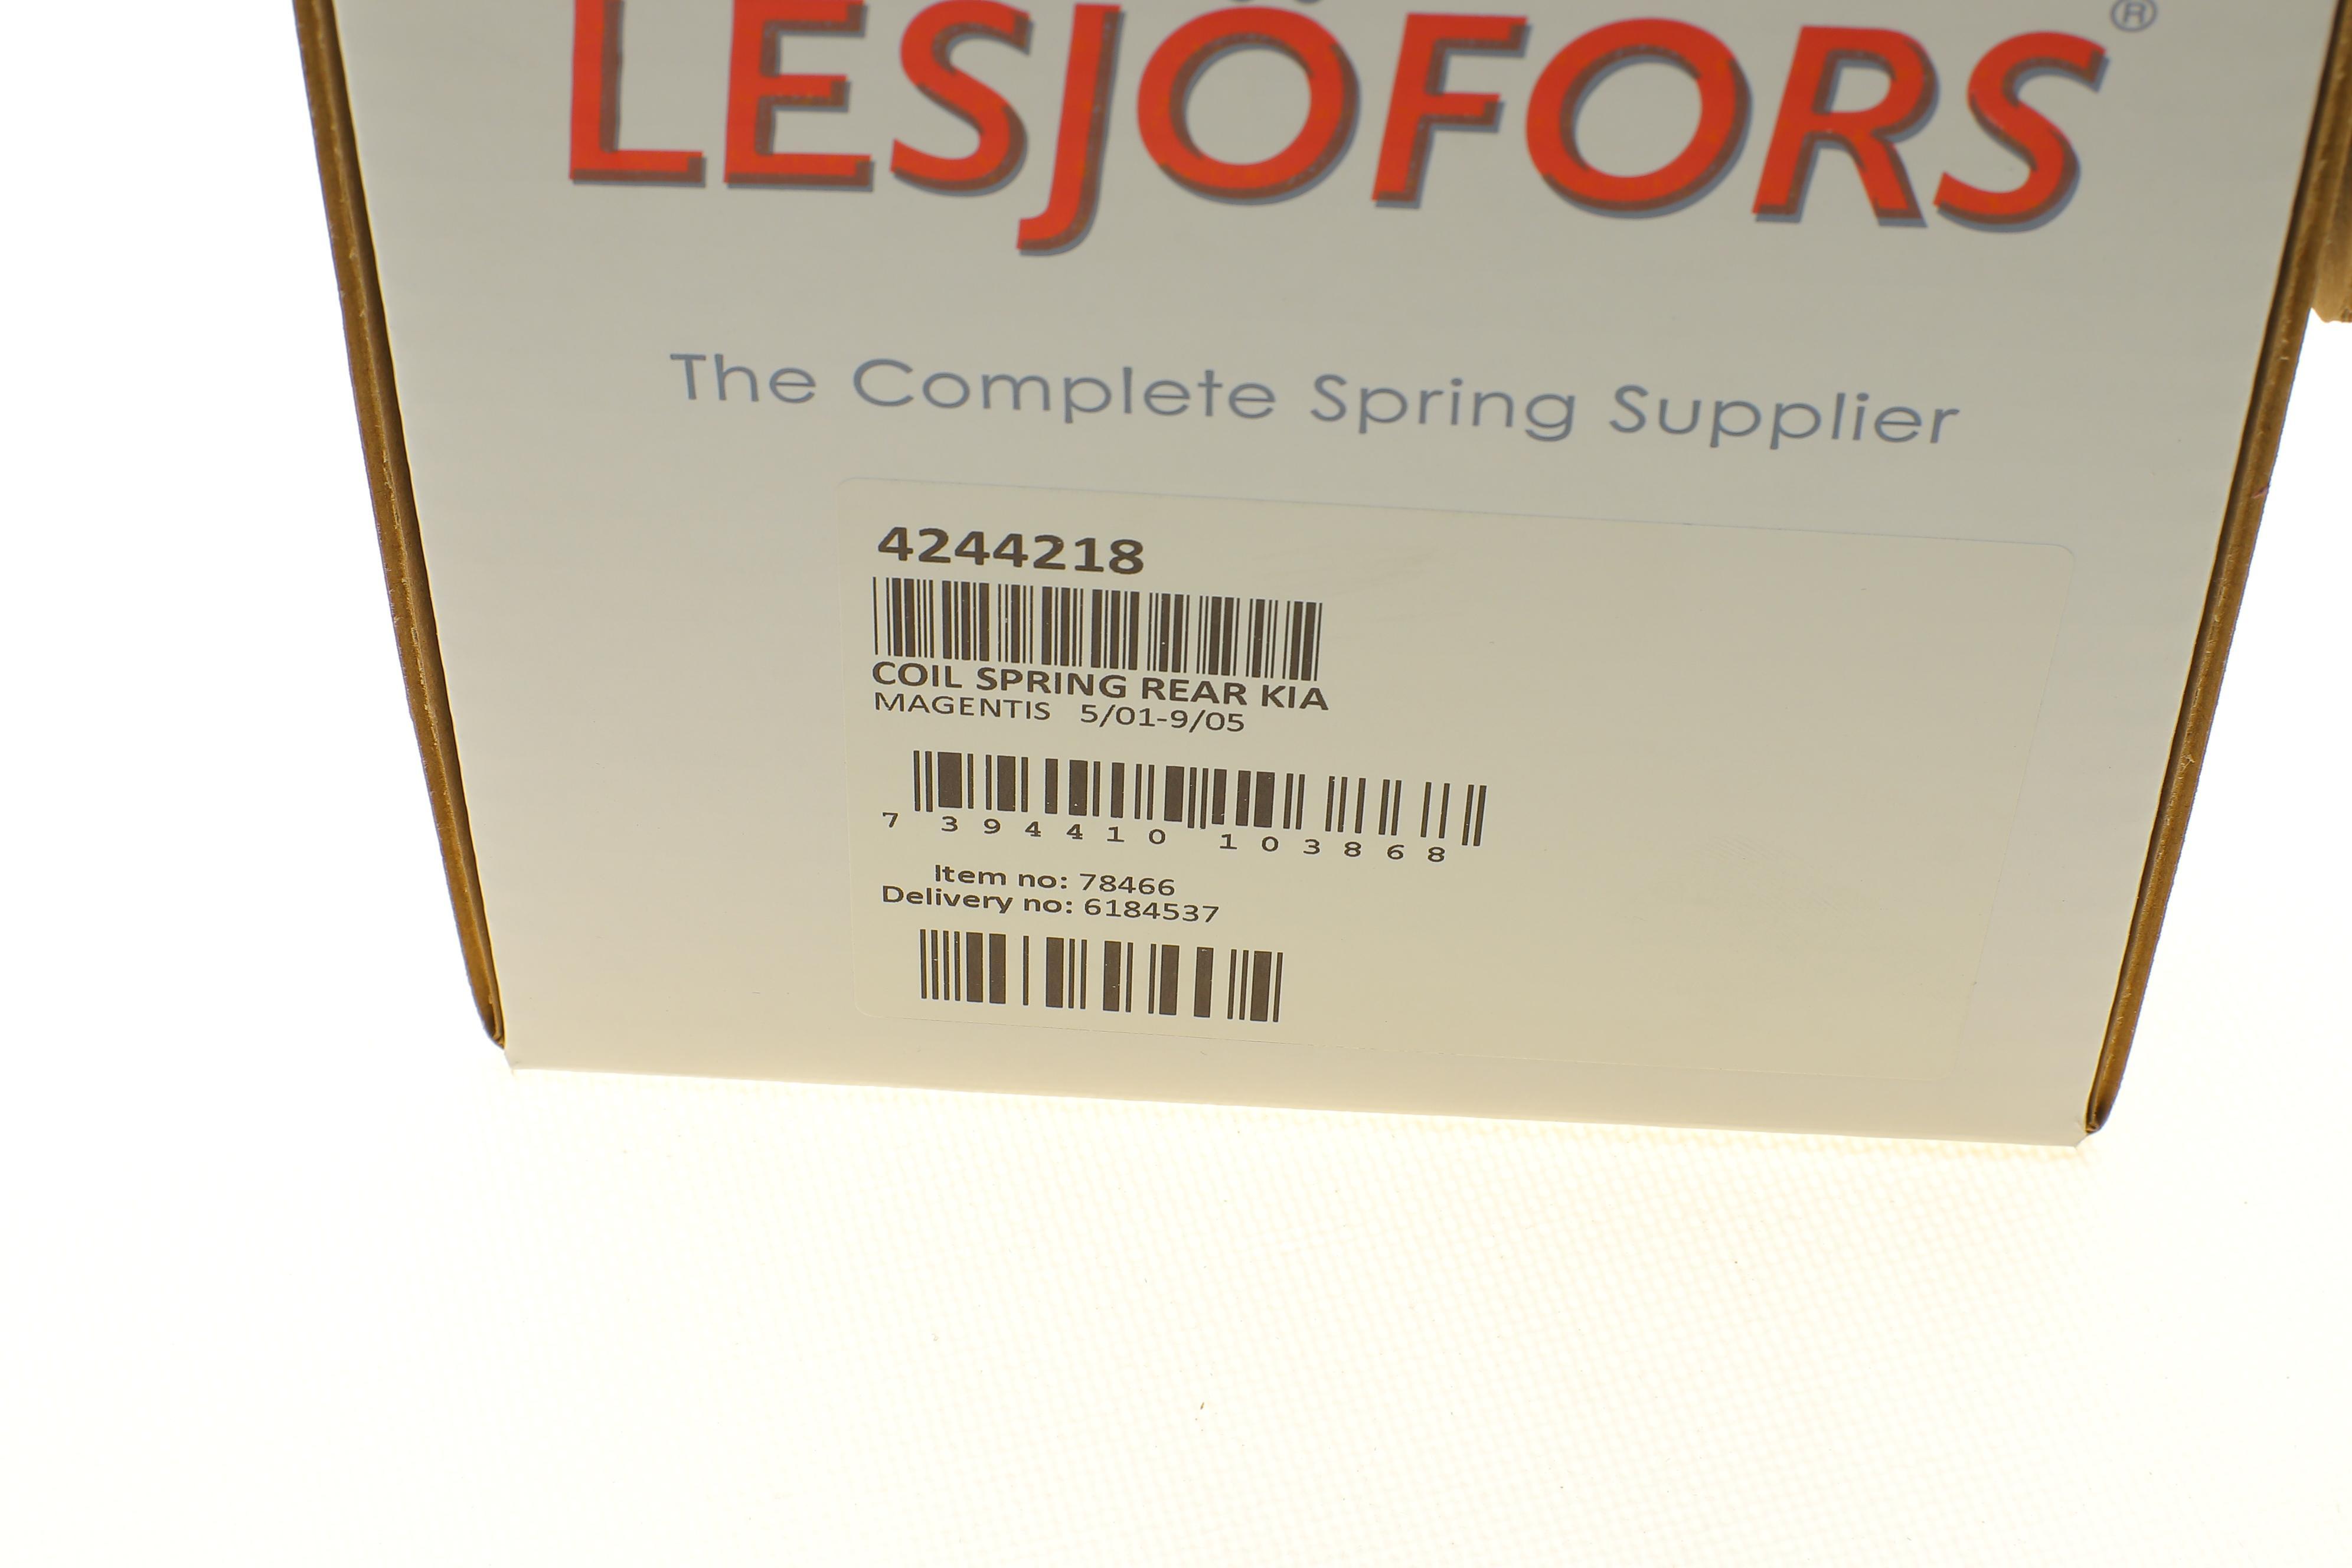 LESJÖFORS®
The Complete Spring Supplier
4244218
COIL SPRING REAR KIA
MAGENTIS 5/01-9/05
7 394410 103868
Item no: 78466
Delivery no: 6184537